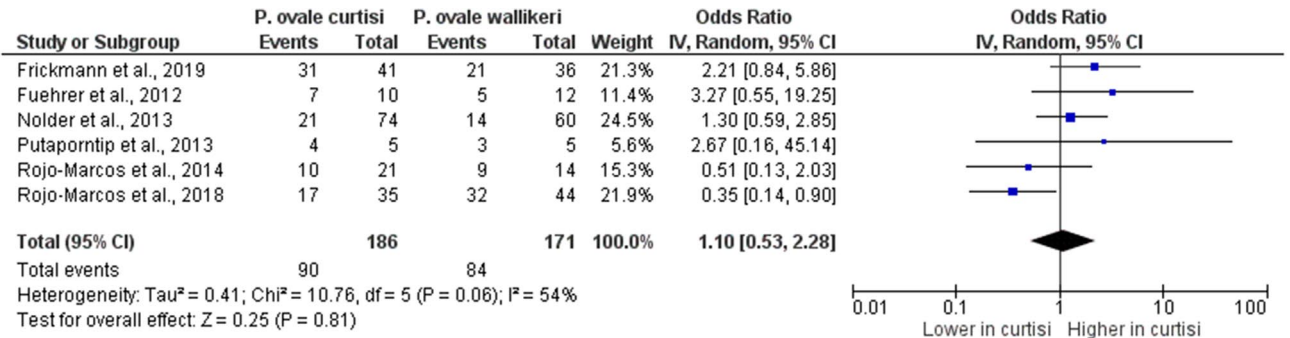 P. ovale curtisi P. ovale wallikeri Odds Ratio Odds Ratio
Study or Subgroup Events Total Events Total Weight IV, Random, 95% CI IV, Random, 95% CI
Frickmann et al., 2019 31 41 21 36 21.3% 2.21 [0.84, 5.86]
Fuehrer et al., 2012 7 10 5 12 11.4% 3.27 [0.55, 19.25]
Nolder et al., 2013 21 74 14 60 24.5% 1.30 [0.59, 2.85]
Putaporntip et al., 2013 4 5 3 5 5.6% 2.67 [0.16, 45.14]
Rojo-Marcos et al., 2014 10 21 9 14 15.3% 0.51 [0.13, 2.03]
Rojo-Marcos et al., 2018 17 35 32 44 21.9% 0.35 [0.14, 0.90]
Total (95% CI) 186 171 100.0% 1.10 [0.53, 2.28]
Total events 90 84
Heterogeneity: Tau² = 0.41; Chi² = 10.76, df = 5 (P = 0.06); I² = 54%
Test for overall effect: Z = 0.25 (P = 0.81)
0.01 0.1 1 10 100
Lower in curtisi Higher in curtisi